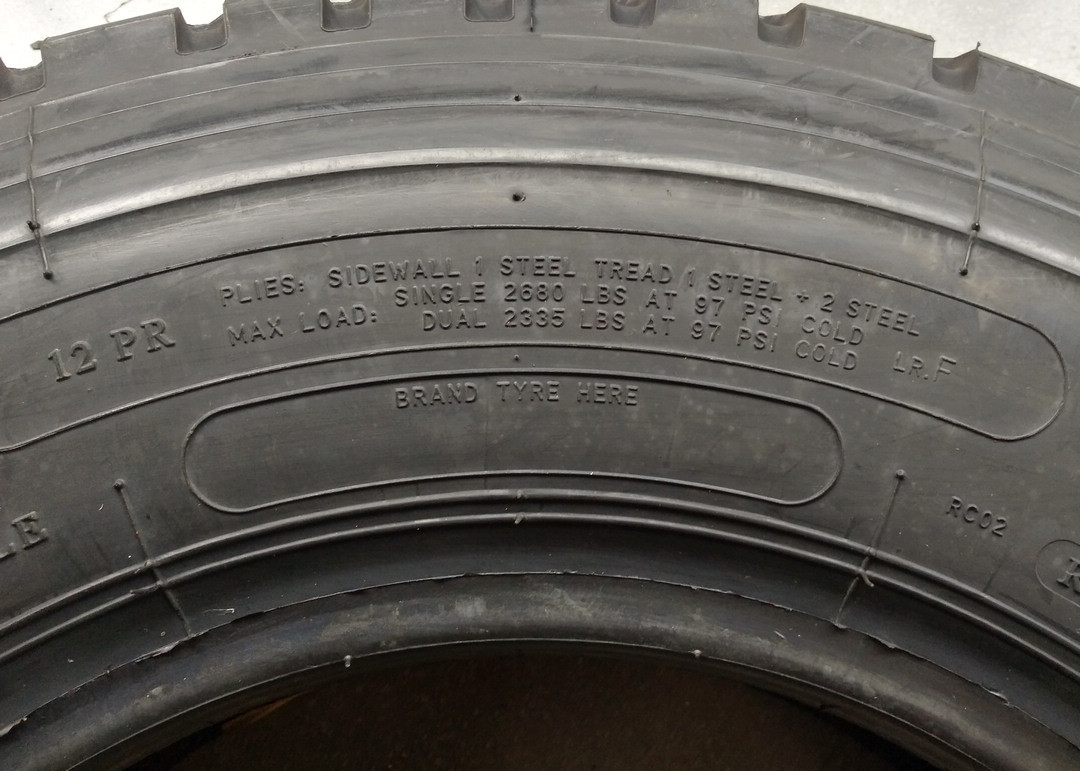 PLIES: SIDEWALL 1 STEEL TREAD 1 STEEL + 2 STEEL
MAX LOAD: SINGLE 2680 LBS AT 97 PSI COLD
DUAL 2335 LBS AT 97 PSI COLD LR.F
12 PR
BRAND TYRE HERE
RC02